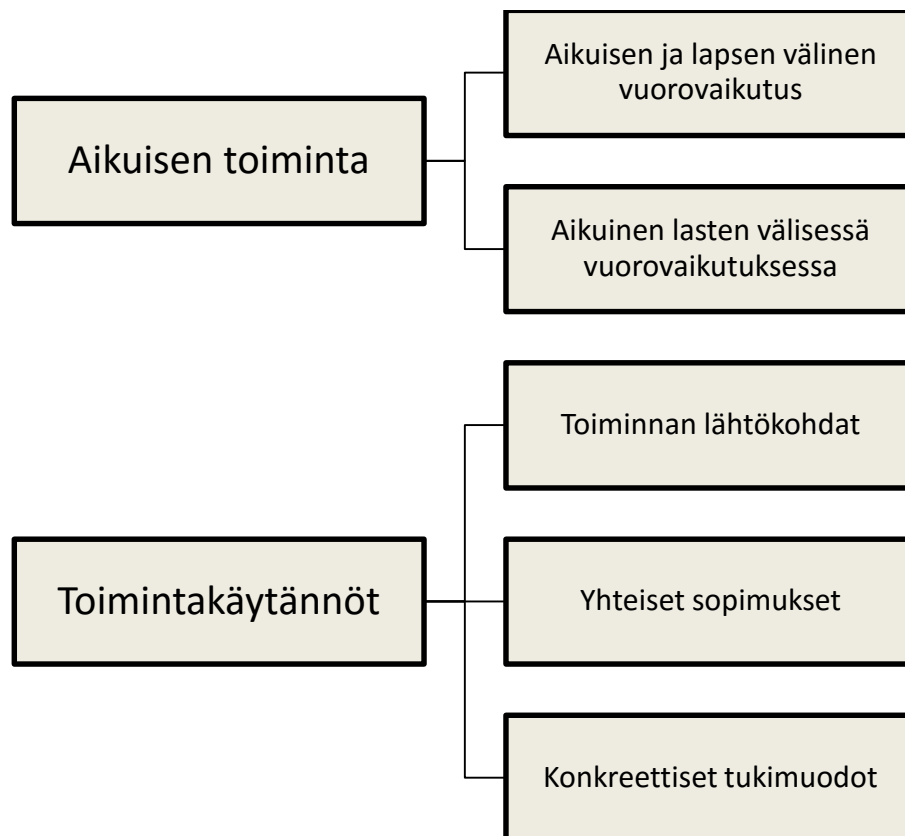 Aikuisen toiminta
Aikuisen ja lapsen välinen
vuorovaikutus
Aikuinen lasten välisessä
vuorovaikutuksessa
Toimintakäytännöt
Toiminnan lähtökohdat
Yhteiset sopimukset
Konkreettiset tukimuodot